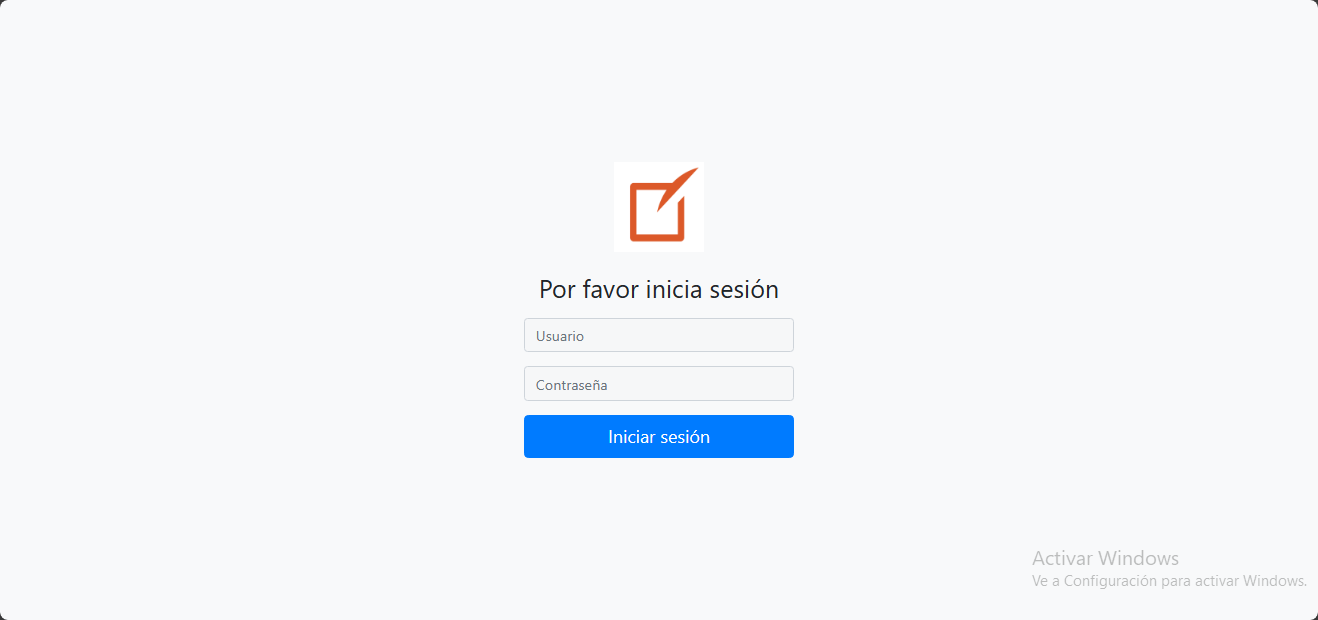 Por favor inicia sesión
Usuario
Contraseña
Iniciar sesión
Activar Windows
Ve a Configuración para activar Windows.